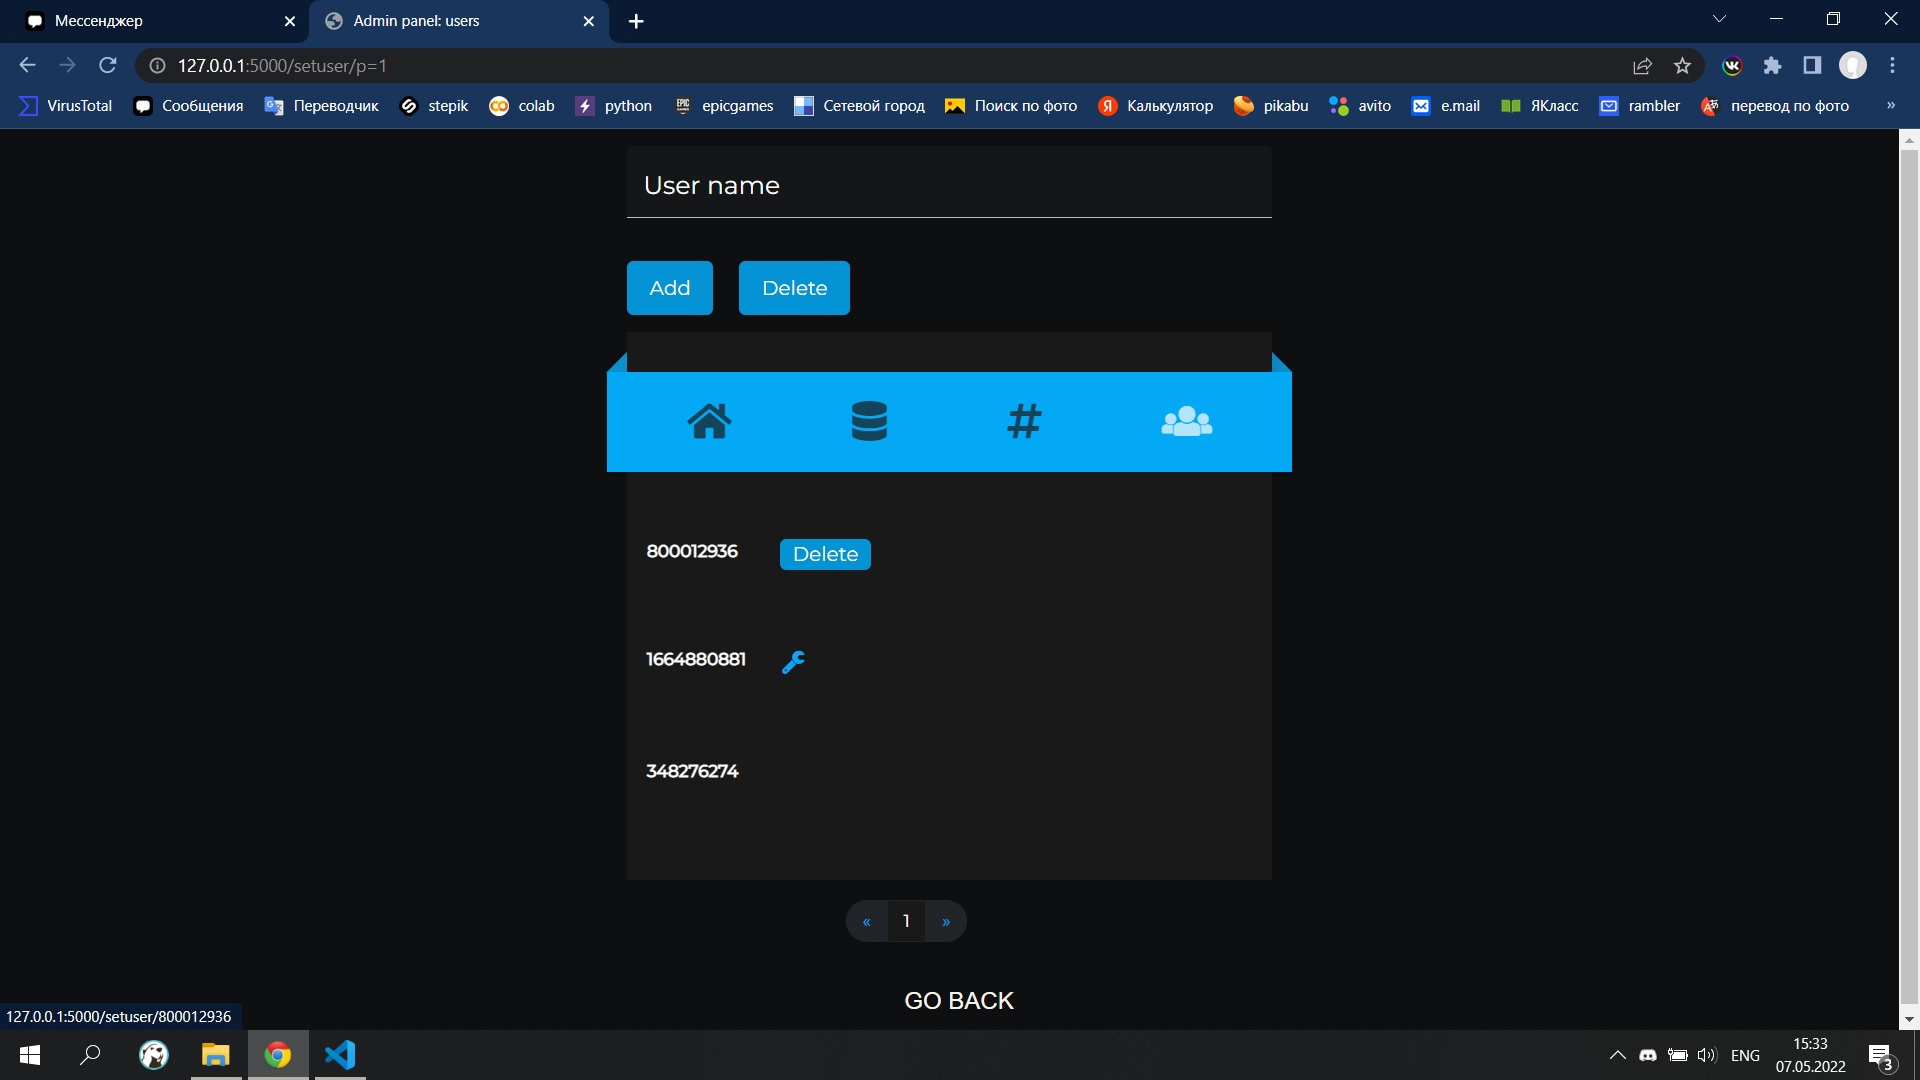 Мессенджер
Admin panel: users
127.0.0.1:5000/setuser/p=1
VirusTotal Сообщения Переводчик stepik colab python epicgames Сетевой город Поиск по фото Калькулятор pikabu avito e.mail ЯКласс rambler перевод по фото »
User name
Add Delete
800012936 Delete
1664880881
348276274
« 1 »
GO BACK
127.0.0.1:5000/setuser/800012936
ENG
15:33
07.05.2022
3